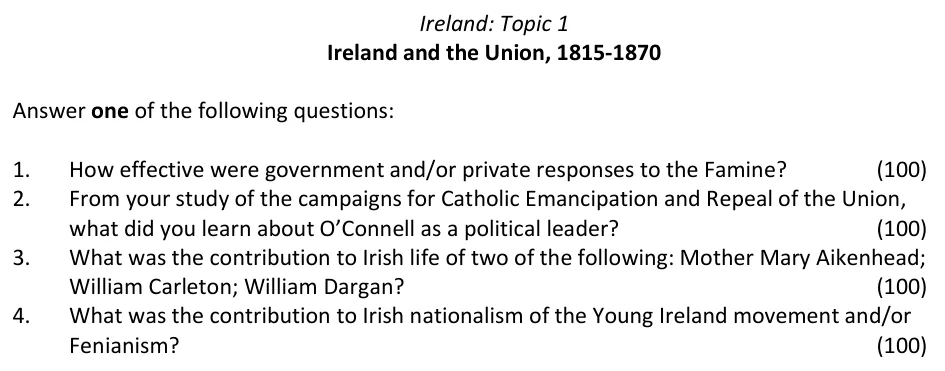 Ireland: Topic 1
Ireland and the Union, 1815-1870
Answer one of the following questions:
1. How effective were government and/or private responses to the Famine? (100)
2. From your study of the campaigns for Catholic Emancipation and Repeal of the Union,
what did you learn about O’Connell as a political leader? (100)
3. What was the contribution to Irish life of two of the following: Mother Mary Aikenhead;
William Carleton; William Dargan? (100)
4. What was the contribution to Irish nationalism of the Young Ireland movement and/or
Fenianism? (100)